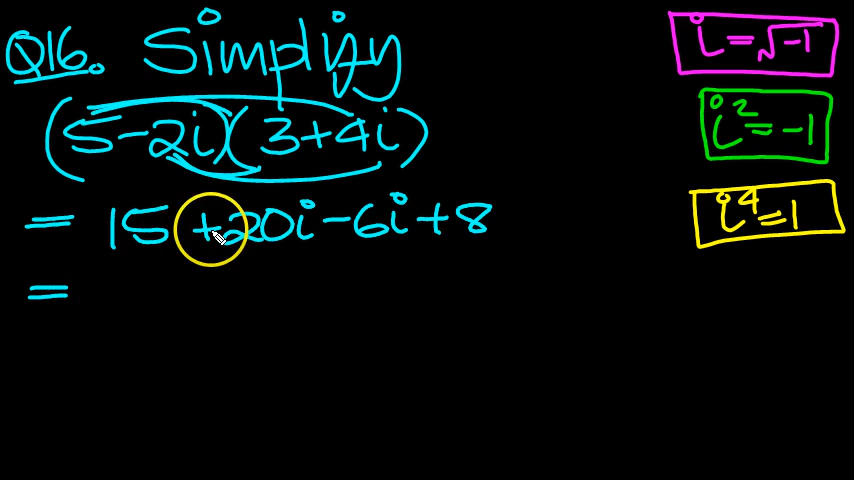 Q16. Simplify
(5-2i)(3+4i)
= 15 +20i-6i+8
=
i=√-1
i²=-1
i⁴=1